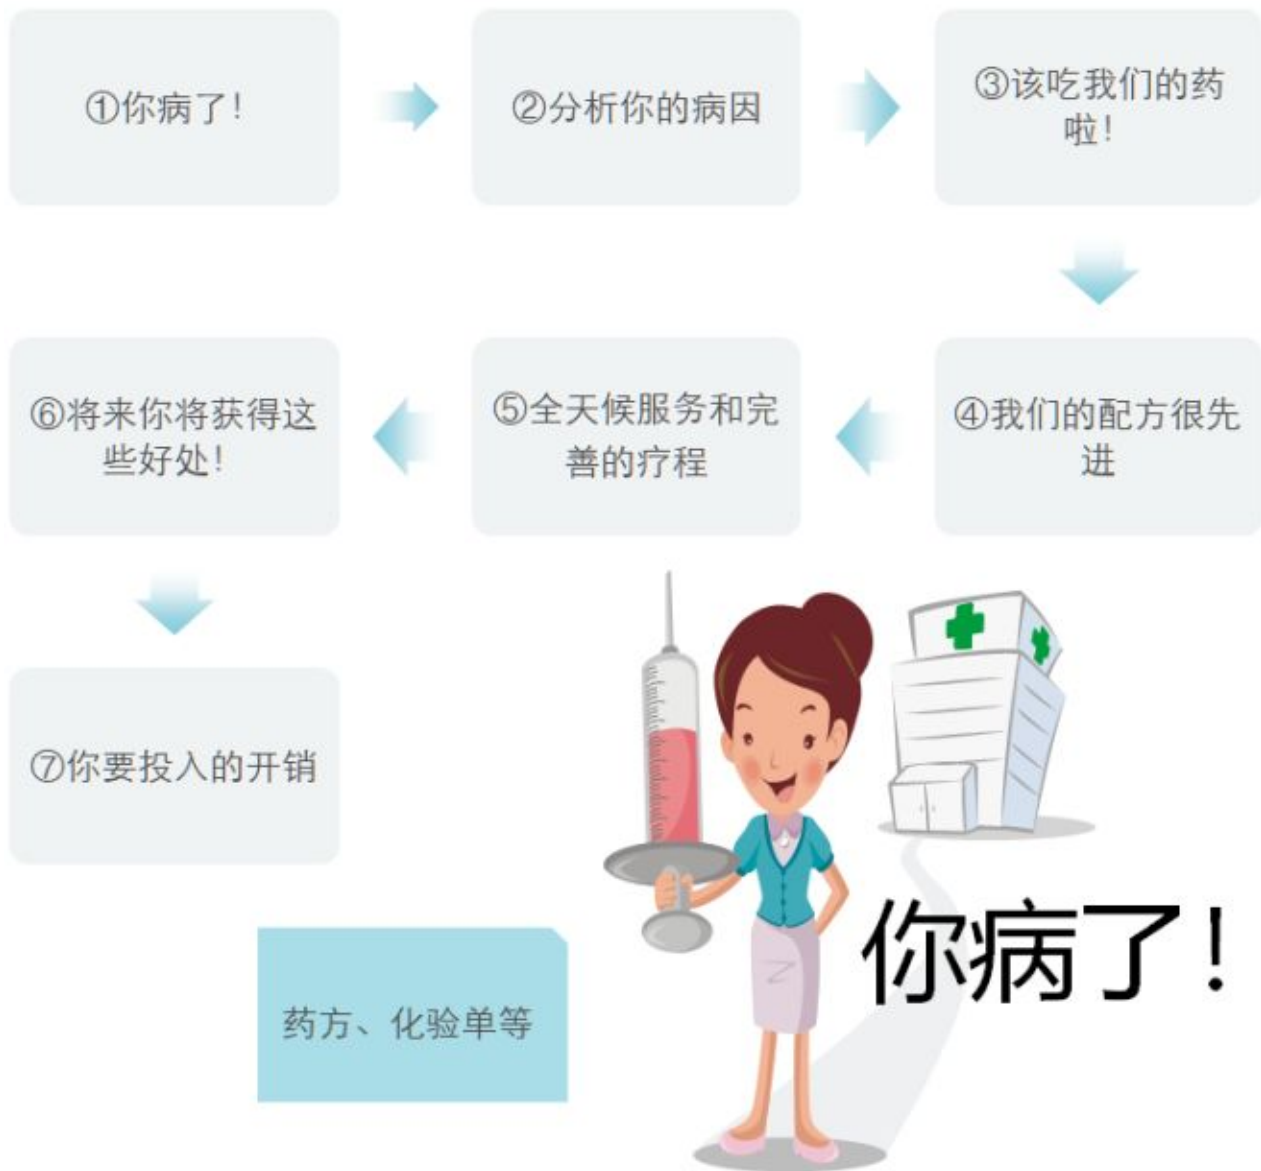 ①你病了！
②分析你的病因
③该吃我们的药
啦！
④我们的配方很先
进
⑤全天候服务和完
善的疗程
⑥将来你将获得这
些好处！
⑦你要投入的开销
药方、化验单等
你病了！